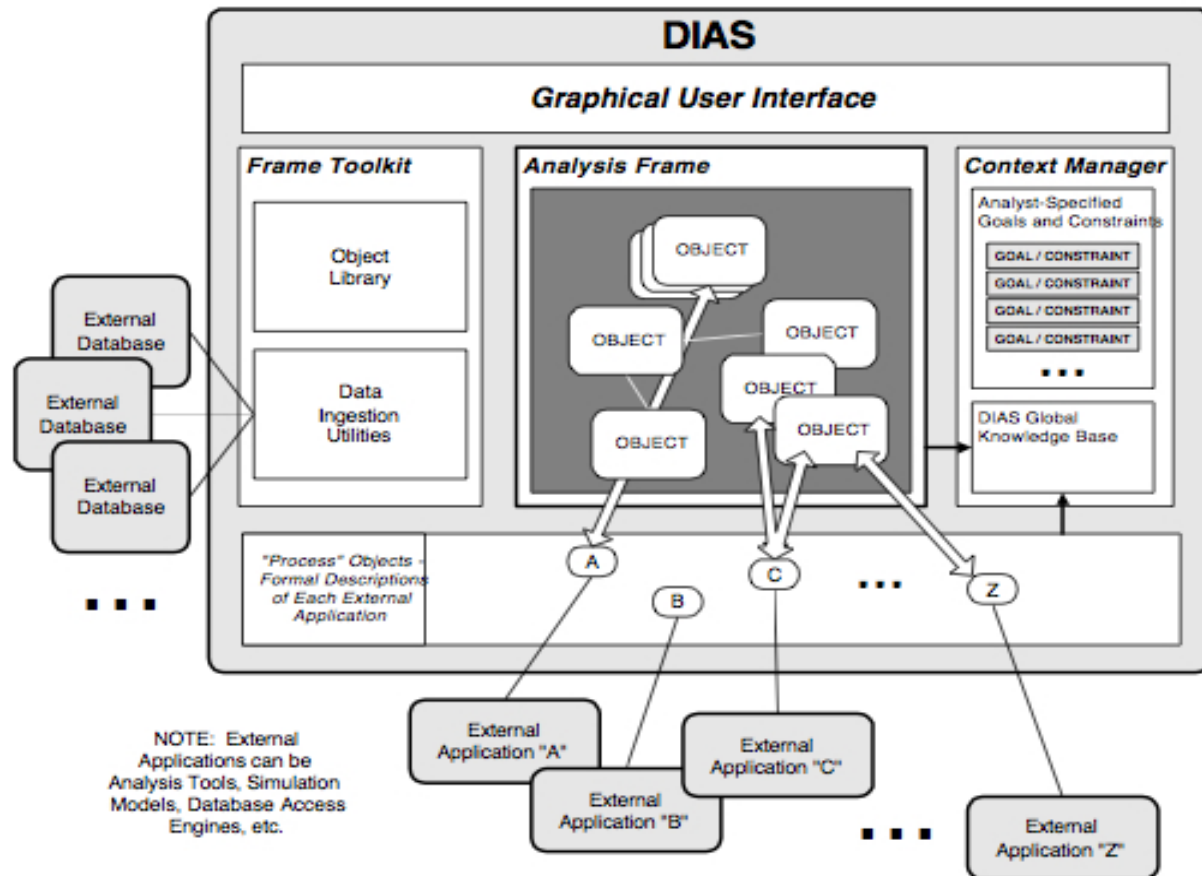 DIAS
Graphical User Interface
Frame Toolkit
Object
Library
Data
Ingestion
Utilities
Analysis Frame
OBJECT
OBJECT
OBJECT
OBJECT
OBJECT
OBJECT
Context Manager
Analyst-Specified
Goals and Constraints
GOAL / CONSTRAINT
GOAL / CONSTRAINT
GOAL / CONSTRAINT
GOAL / CONSTRAINT
...
DIAS Global
Knowledge Base
External
Database
External
Database
External
Database
...
"Process" Objects -
Formal Descriptions
of Each External
Application
A
B
C
...
Z
NOTE: External
Applications can be
Analysis Tools, Simulation
Models, Database Access
Engines, etc.
External
Application "A"
External
Application "B"
External
Application "C"
...
External
Application "Z"